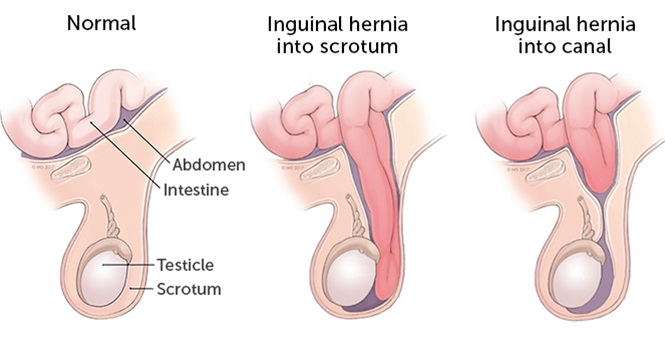 Normal
Inguinal hernia
into scrotum
Inguinal hernia
into canal
Abdomen
Intestine
Testicle
Scrotum